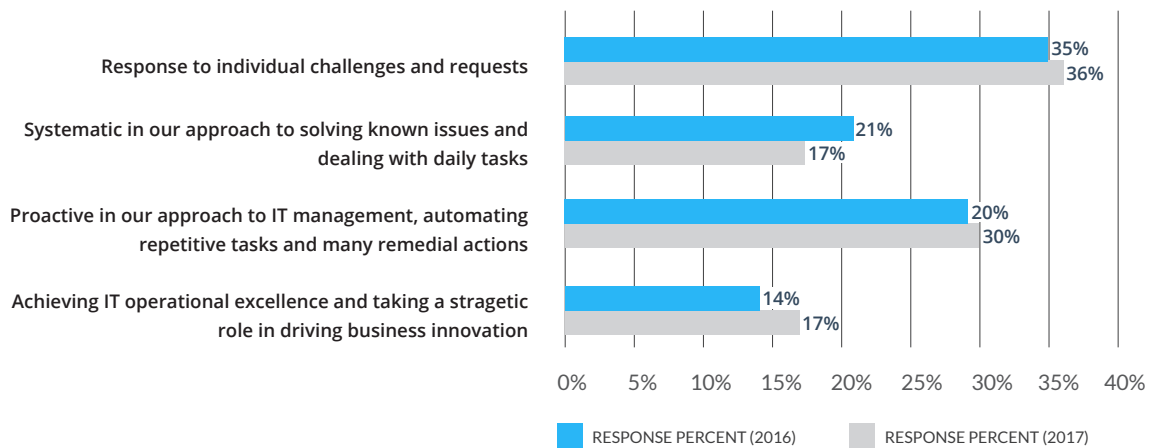 35%
Response to individual challenges and requests
36%
Systematic in our approach to solving known issues and
21%
dealing with daily tasks
17%
Proactive in our approach to IT management, automating
20%
repetitive tasks and many remedial actions
30%
Achieving IT operational excellence and taking a stragetic
14%
role in driving business innovation
17%
0% 5% 10% 15% 20% 25% 30% 35% 40%
RESPONSE PERCENT (2016) RESPONSE PERCENT (2017)